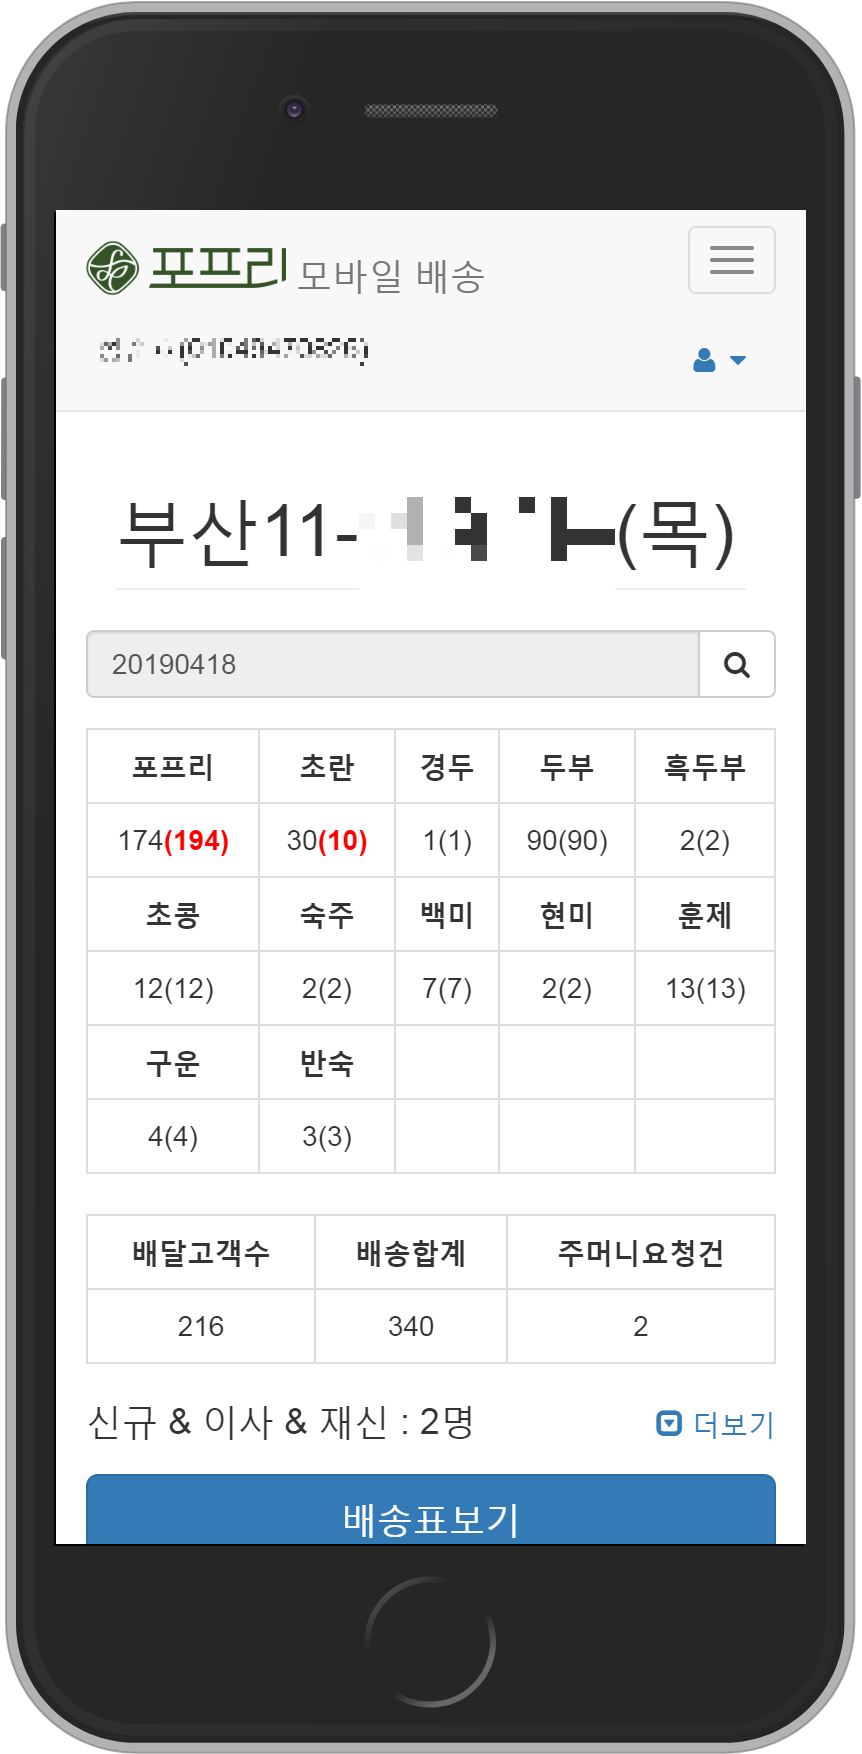 포프리 모바일 배송
부산11-
(목)
20190418
포프리 초란 경두 두부 흑두부
174(194) 30(10) 1(1) 90(90) 2(2)
초콩 숙주 백미 현미 훈제
12(12) 2(2) 7(7) 2(2) 13(13)
구운 반숙
4(4) 3(3)
배달고객수 배송합계 주머니요청건
216 340 2
신규 & 이사 & 재신 : 2명 더보기
배송표보기